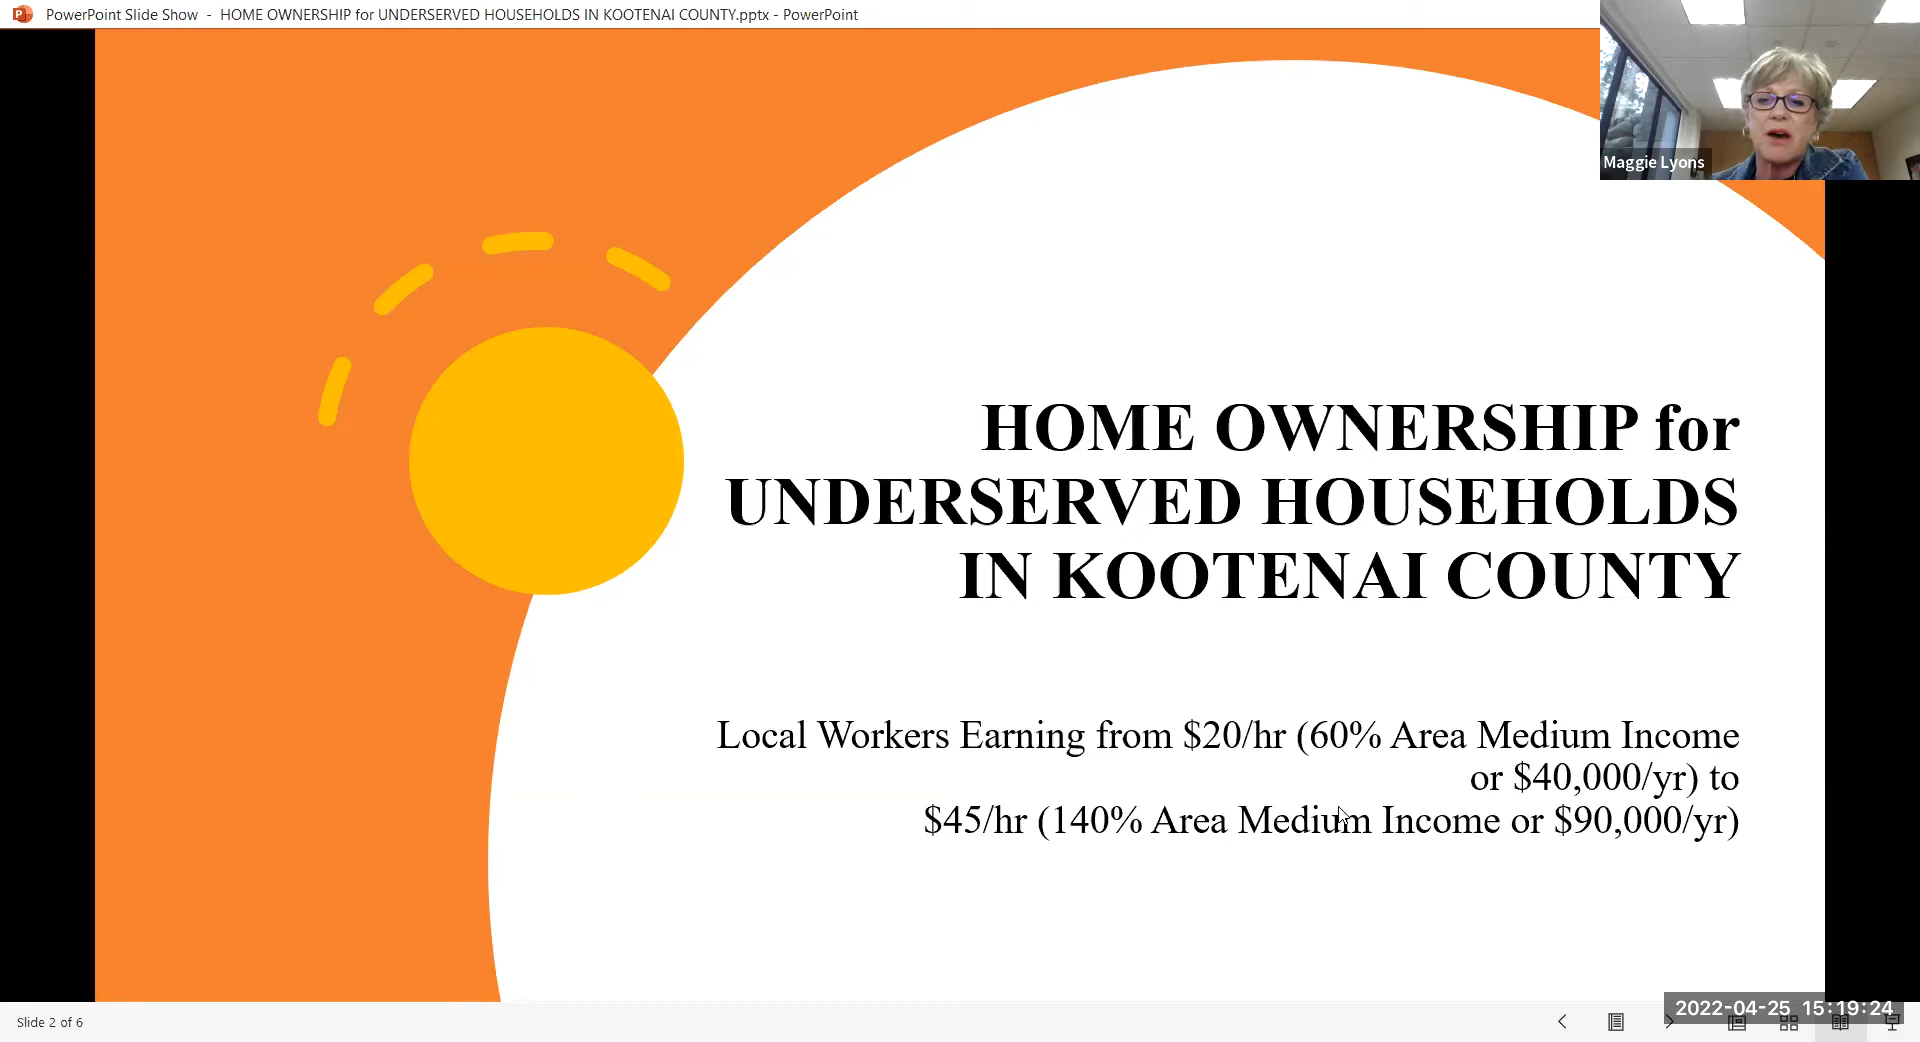 PowerPoint Slide Show - HOME OWNERSHIP for UNDERSERVED HOUSEHOLDS IN KOOTENAI COUNTY.pptx - PowerPoint
Maggie Lyons
HOME OWNERSHIP for
UNDERSERVED HOUSEHOLDS
IN KOOTENAI COUNTY
Local Workers Earning from $20/hr (60% Area Medium Income
or $40,000/yr) to
$45/hr (140% Area Medium Income or $90,000/yr)
Slide 2 of 6
2022-04-25 15:19:24